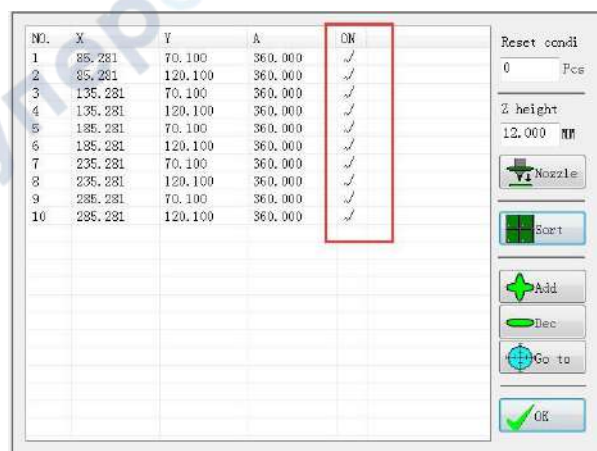 NO. X Y A ON
1 85.281 70.100 360.000 ✓
2 85.281 120.100 360.000 ✓
3 135.281 70.100 360.000 ✓
4 135.281 120.100 360.000 ✓
5 185.281 70.100 360.000 ✓
6 185.281 120.100 360.000 ✓
7 235.281 70.100 360.000 ✓
8 235.281 120.100 360.000 ✓
9 285.281 70.100 360.000 ✓
10 285.281 120.100 360.000 ✓
Reset condi
0 Pcs
Z height
12.000 MM
Nozzle
Sort
Add
Dec
Go to
OK